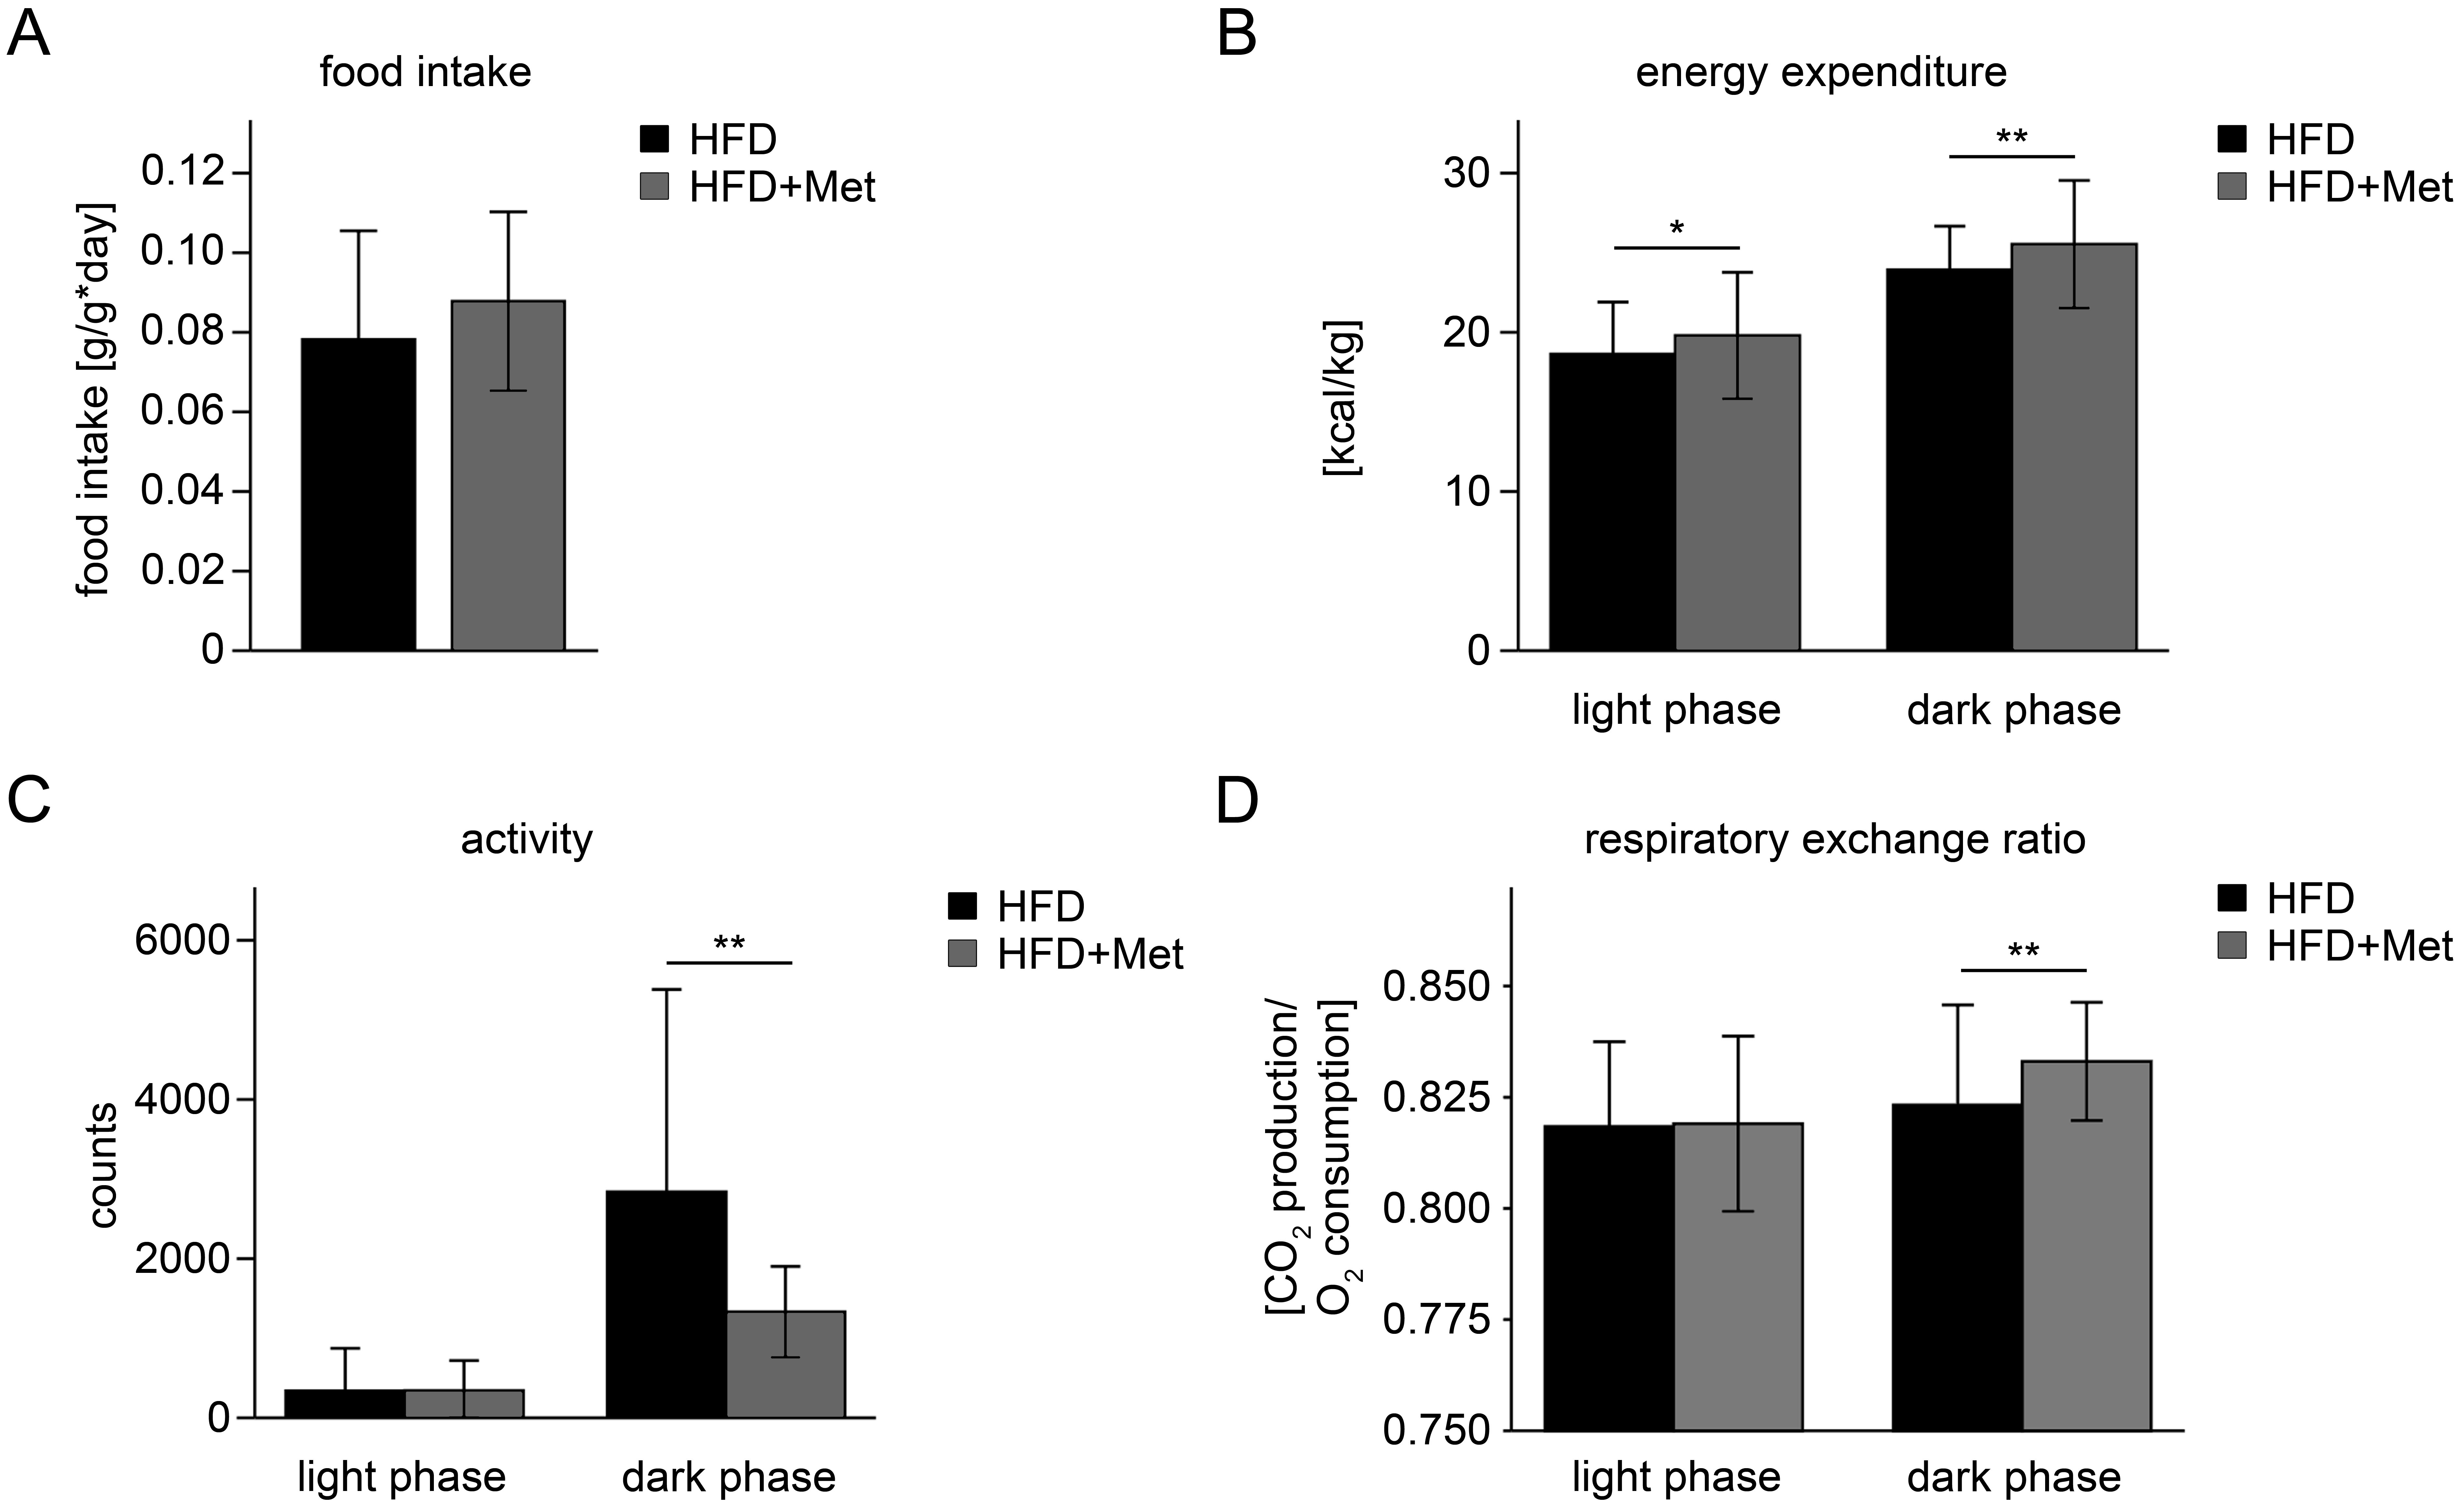 A
food intake
food intake [g/g*day]
0.12
0.10
0.08
0.06
0.04
0.02
0
HFD
HFD+Met
B
energy expenditure
[kcal/kg]
30
20
10
0
*
**
HFD
HFD+Met
light phase
dark phase
C
activity
counts
6000
4000
2000
0
**
HFD
HFD+Met
light phase
dark phase
D
respiratory exchange ratio
[CO₂ production/
O₂ consumption]
0.850
0.825
0.800
0.775
0.750
**
HFD
HFD+Met
light phase
dark phase